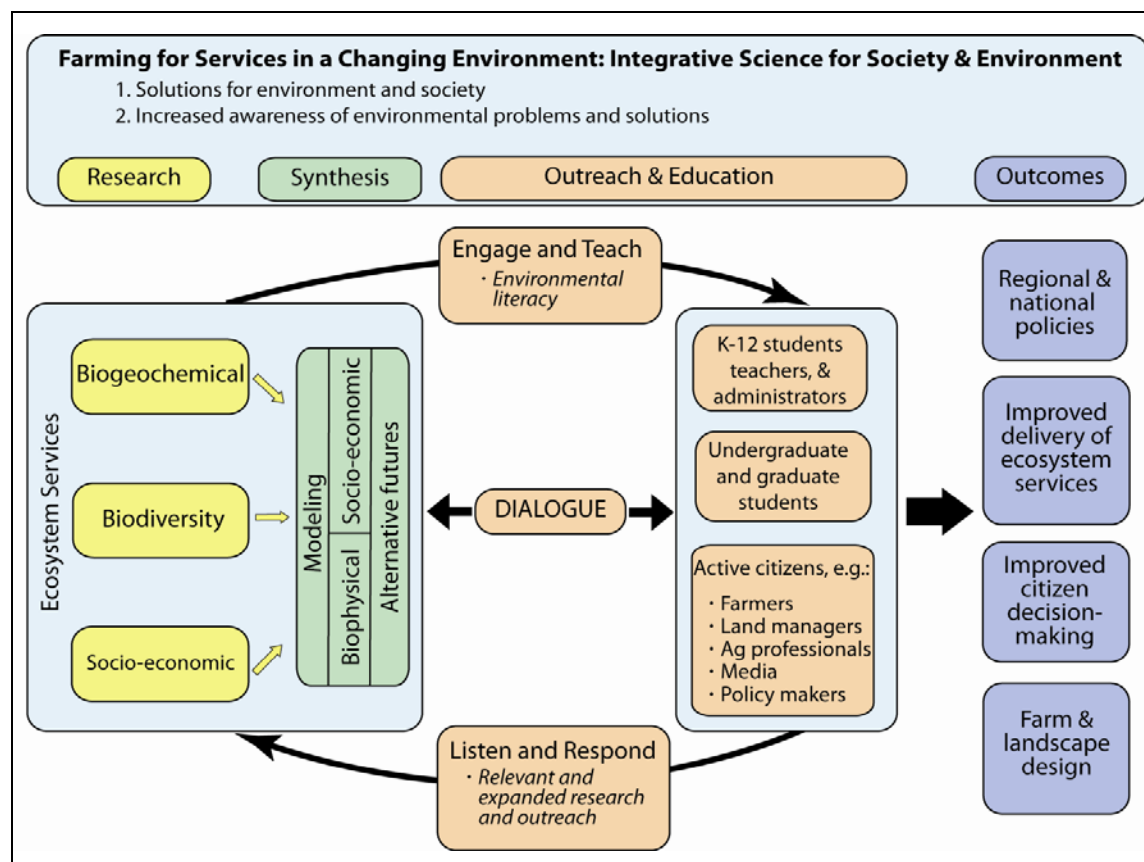 Farming for Services in a Changing Environment: Integrative Science for Society & Environment
1. Solutions for environment and society
2. Increased awareness of environmental problems and solutions
Research
Synthesis
Outreach & Education
Outcomes
Engage and Teach
· Environmental
literacy
Ecosystem Services
Biogeochemical
Biodiversity
Socio-economic
Modeling
Socio-economic
Biophysical
Alternative futures
DIALOGUE
K-12 students
teachers, &
administrators
Undergraduate
and graduate
students
Active citizens, e.g.:
· Farmers
· Land managers
· Ag professionals
· Media
· Policy makers
Listen and Respond
· Relevant and
expanded research
and outreach
Regional &
national
policies
Improved
delivery of
ecosystem
services
Improved
citizen
decision-
making
Farm &
landscape
design